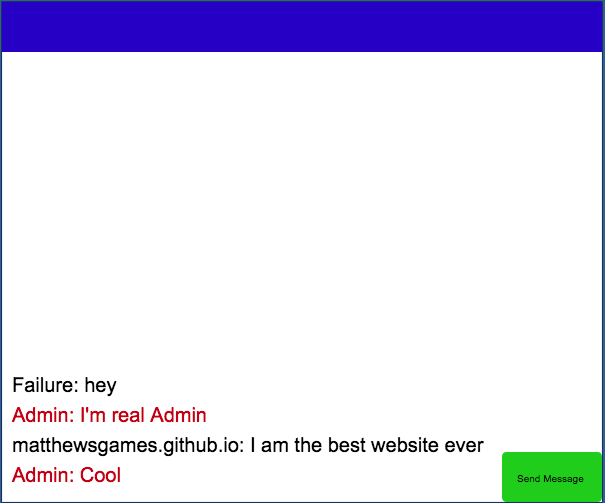 Failure: hey
Admin: I'm real Admin
matthewsgames.github.io: I am the best website ever
Admin: Cool
Send Message